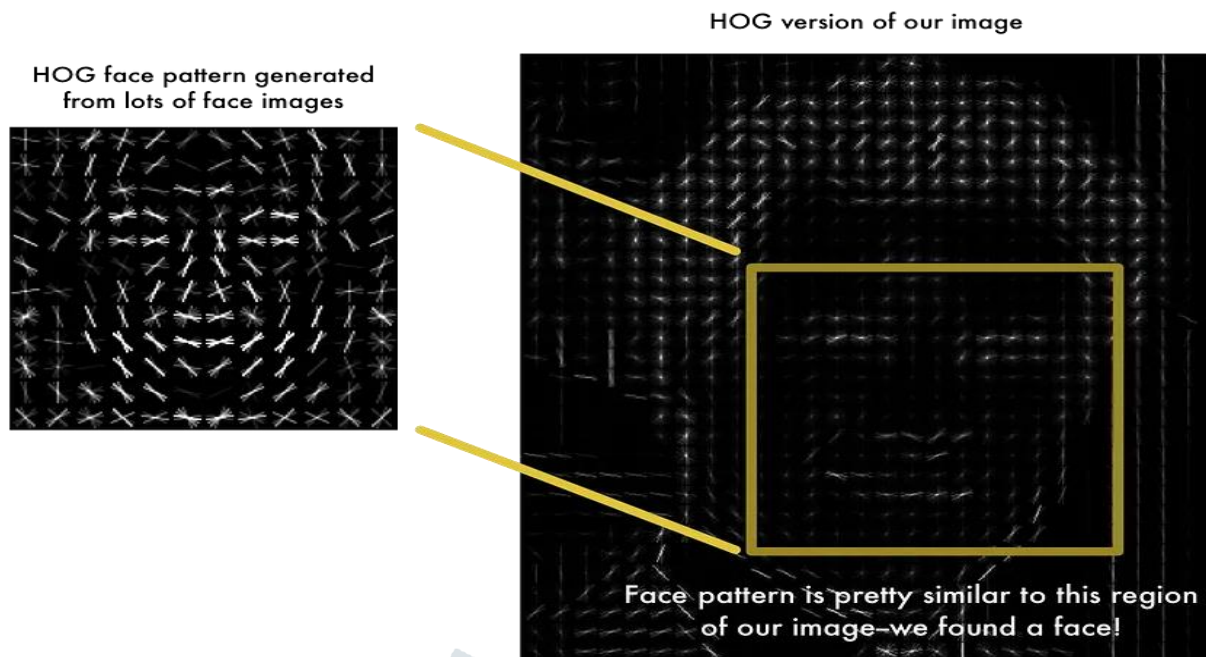 HOG version of our image
HOG face pattern generated
from lots of face images
Face pattern is pretty similar to this region
of our image–we found a face!